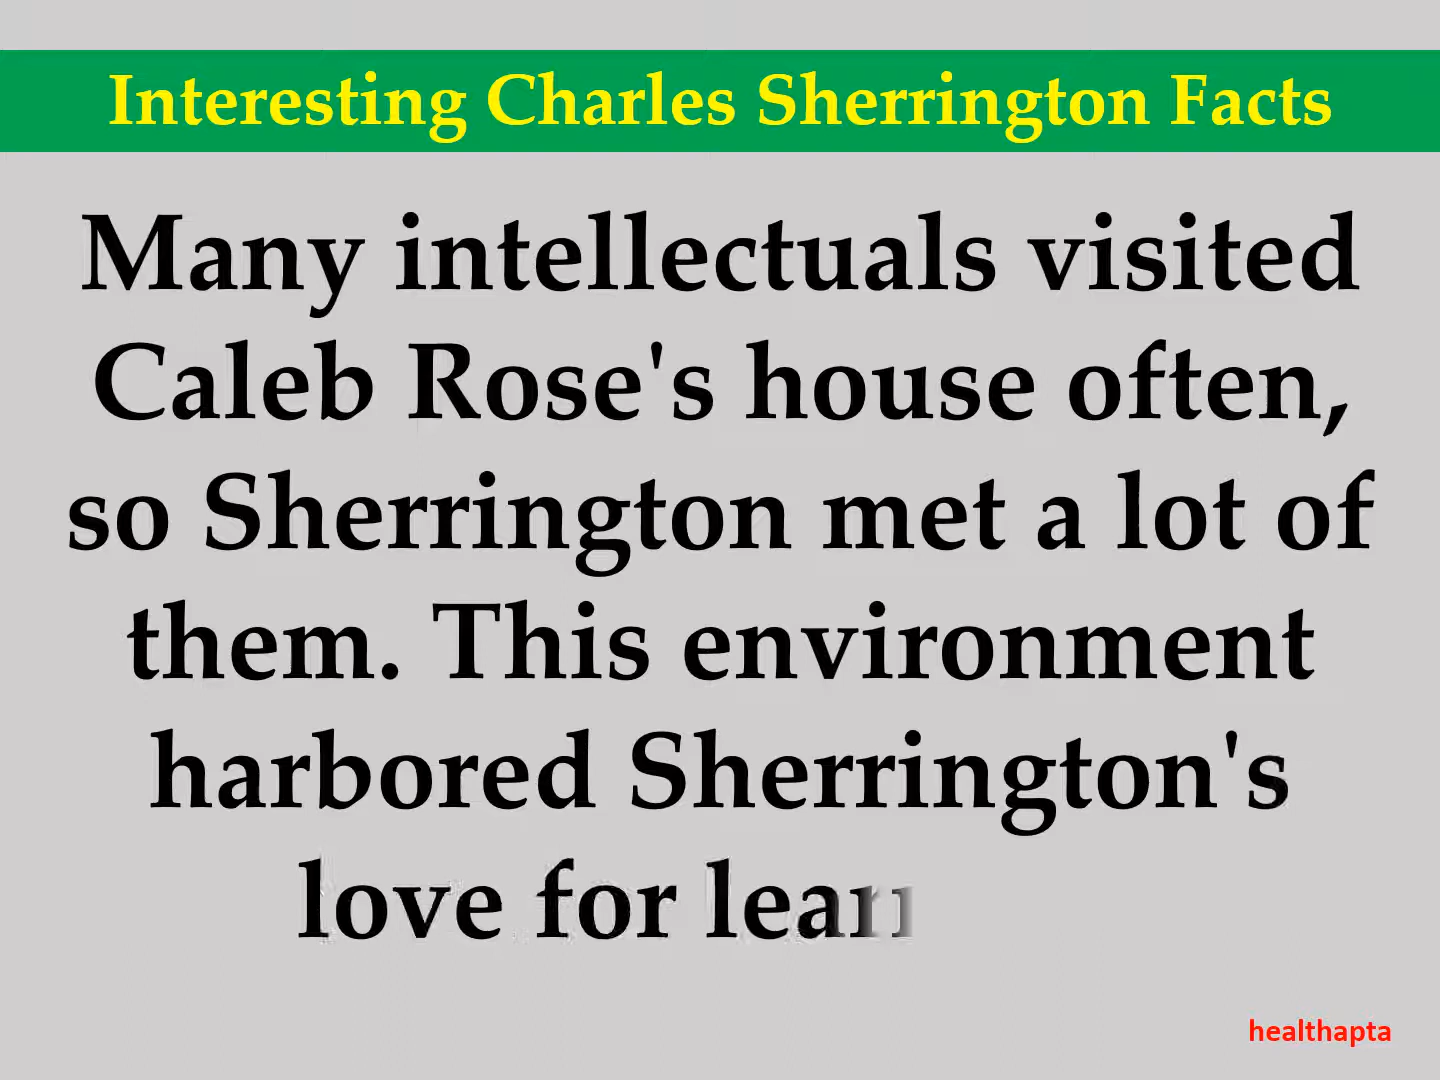 Interesting Charles Sherrington Facts
Many intellectuals visited
Caleb Rose's house often,
so Sherrington met a lot of
them. This environment
harbored Sherrington's
love for lear
healthapta